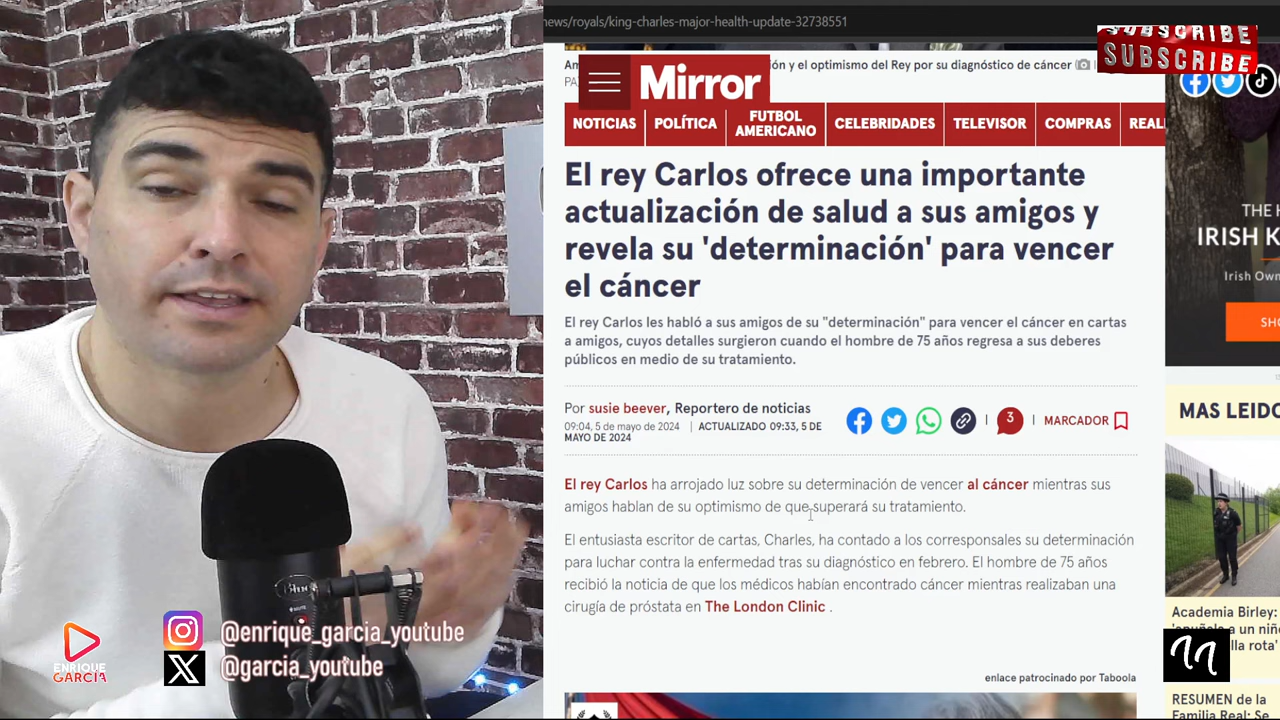 news/royals/king-charles-major-health-update-32738551
SUBSCRIBE
SUBSCRIBE
ón y el optimismo del Rey por su diagnóstico de cáncer
Mirror
NOTICIAS
POLÍTICA
FUTBOL
AMERICANO
CELEBRIDADES
TELEVISOR
COMPRAS
REAL
El rey Carlos ofrece una importante
actualización de salud a sus amigos y
revela su 'determinación' para vencer
el cáncer
El rey Carlos les habló a sus amigos de su "determinación" para vencer el cáncer en cartas
a amigos, cuyos detalles surgieron cuando el hombre de 75 años regresa a sus deberes
públicos en medio de su tratamiento.
Por susie beever, Reportero de noticias
09:04, 5 de mayo de 2024 | ACTUALIZADO 09:33, 5 DE
MAYO DE 2024
3
MARCADOR
El rey Carlos ha arrojado luz sobre su determinación de vencer al cáncer mientras sus
amigos hablan de su optimismo de que superará su tratamiento.
El entusiasta escritor de cartas, Charles, ha contado a los corresponsales su determinación
para luchar contra la enfermedad tras su diagnóstico en febrero. El hombre de 75 años
recibió la noticia de que los médicos habían encontrado cáncer mientras realizaban una
cirugía de próstata en The London Clinic .
enlace patrocinado por Taboola
THE H
IRISH K
Irish Own
SHO
MAS LEIDO
Academia Birley:
a un niño
lla rota'
RESUMEN de la
Familia Real: Se
Blue
ENRIQUE
GARCIA
@enrique_garcia_youtube
@garcia_youtube